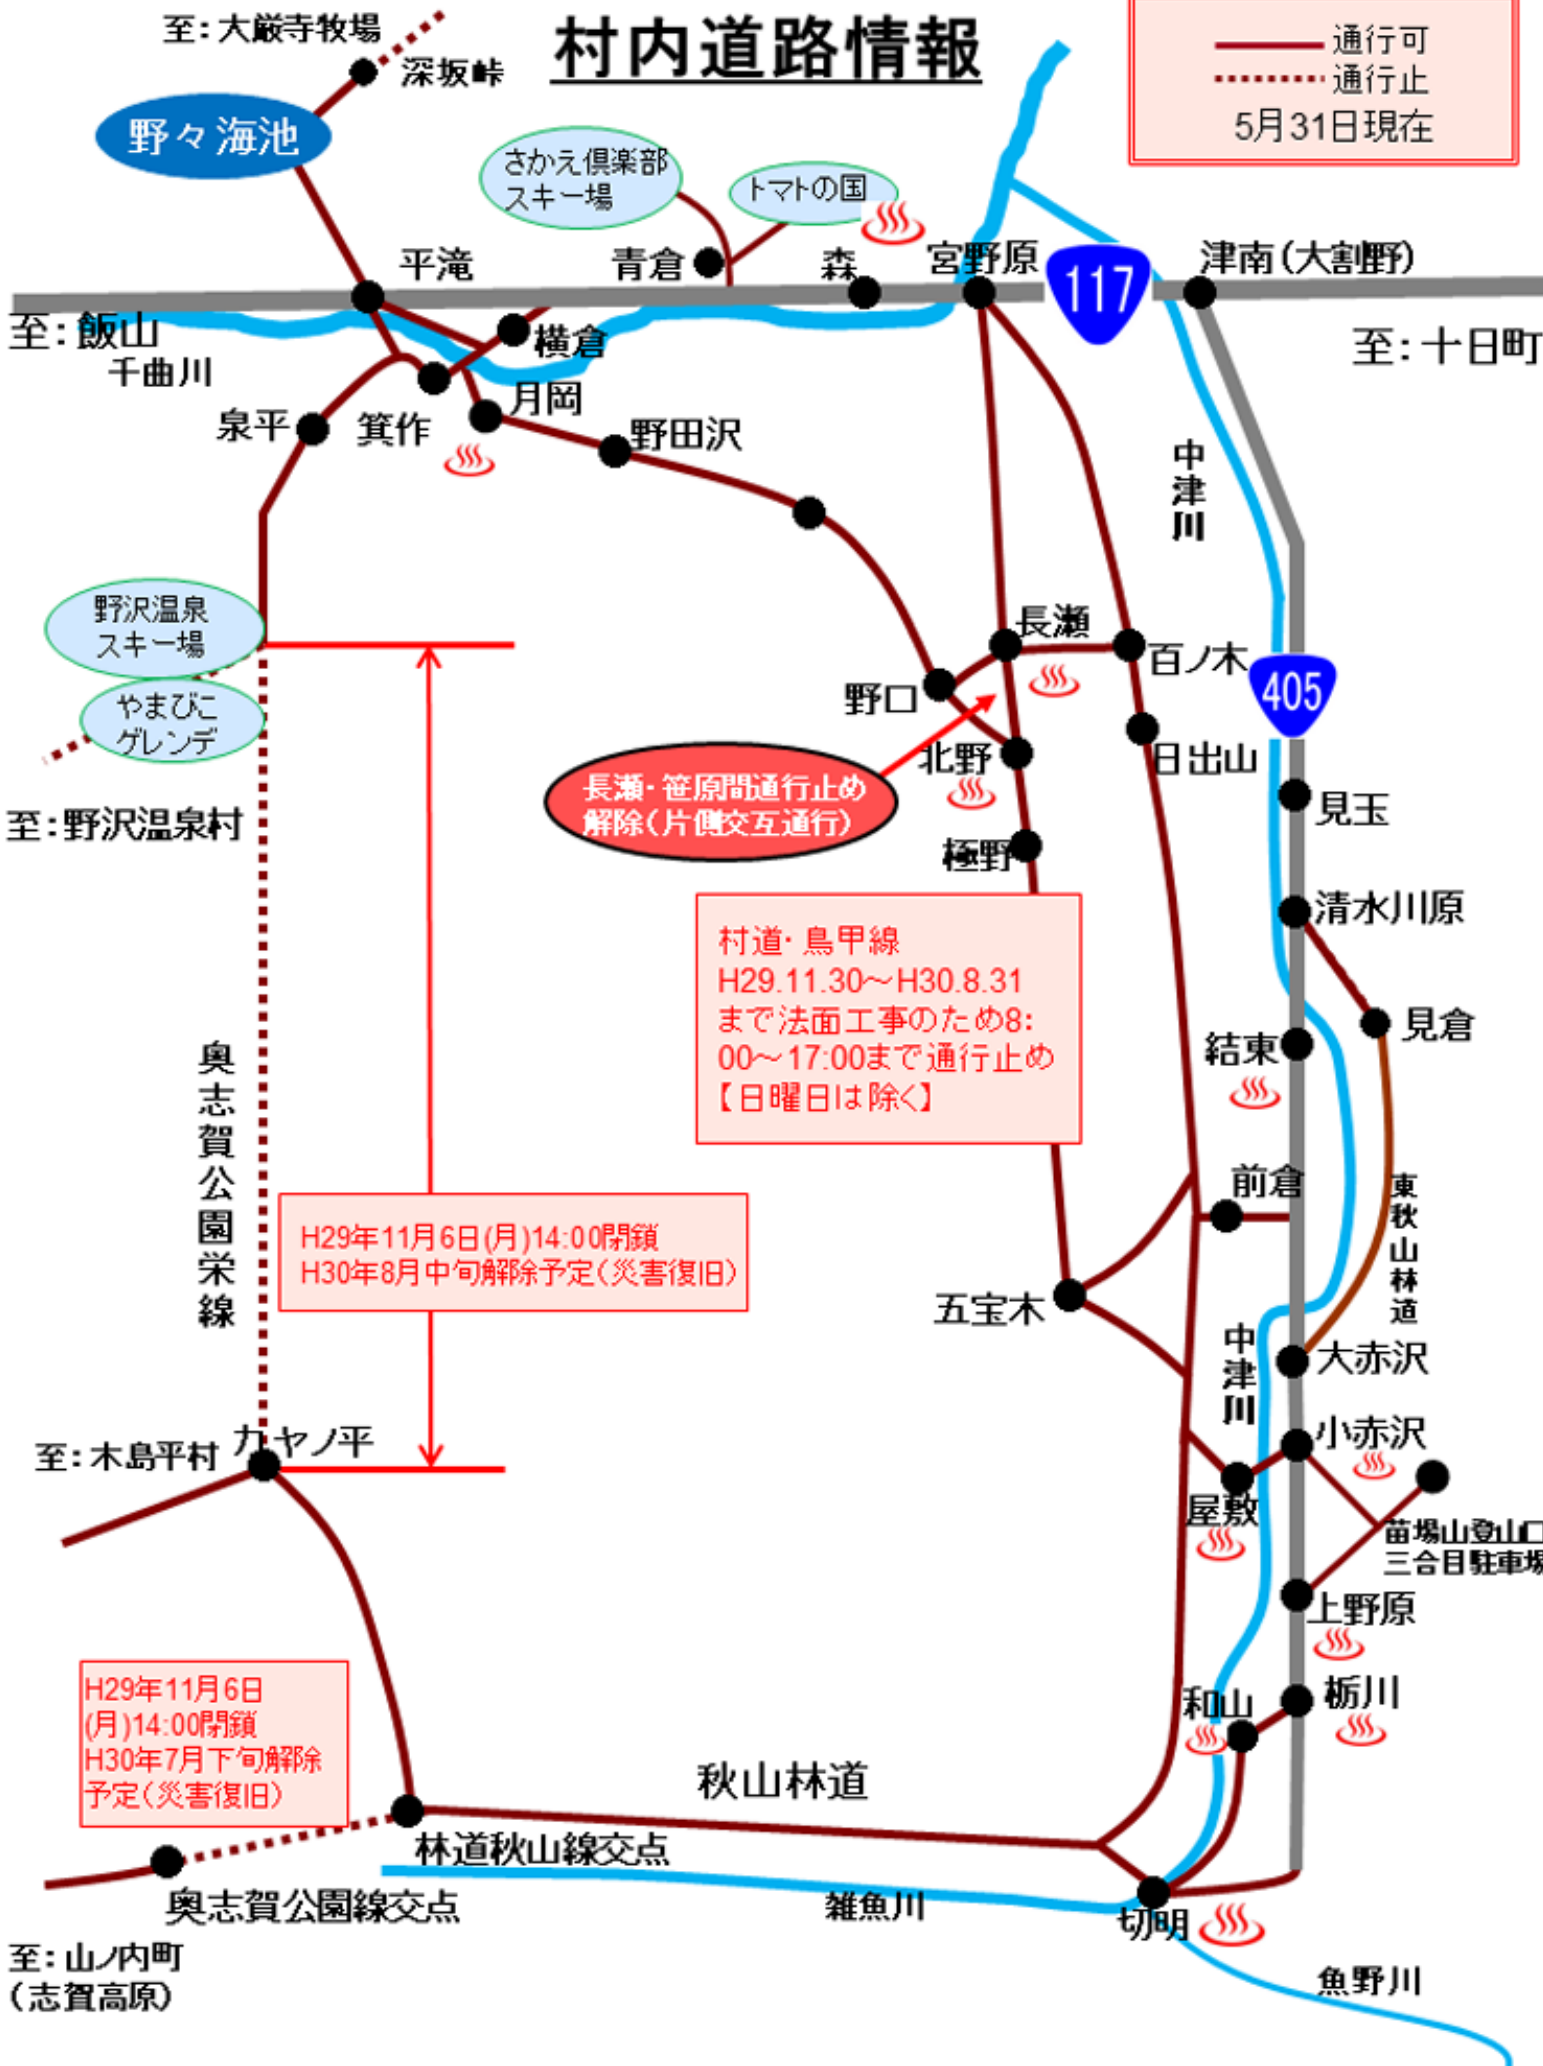 村内道路情報
通行可
通行止
5月31日現在
至：大厳寺牧場
深坂峠
野々海池
さかえ倶楽部
スキー場
トマトの国
平滝
青倉
森
宮野原
117
津南（大割野）
至：飯山
千曲川
横倉
至：十日町
泉平
箕作
月岡
野田沢
中津川
野沢温泉
スキー場
やまびこ
ゲレンデ
至：野沢温泉村
長瀬
百ノ木
405
野口
北野
日出山
長瀬・笹原間通行止め
解除（片側交互通行）
極野
見玉
清水川原
村道・鳥甲線
H29.11.30～H30.8.31
まで法面工事のため8：
00～17:00まで通行止め
【日曜日は除く】
結東
見倉
奥志賀公園栄線
前倉
東秋山林道
H29年11月6日(月)14:00閉鎖
H30年8月中旬解除予定（災害復旧）
五宝木
中津川
大赤沢
至：木島平村
カヤノ平
小赤沢
屋敷
苗場山登山口
三合目駐車場
上野原
H29年11月6日
(月)14:00閉鎖
H30年7月下旬解除
予定（災害復旧）
和山
栃川
秋山林道
林道秋山線交点
奥志賀公園線交点
雑魚川
切明
至：山ノ内町
（志賀高原）
魚野川